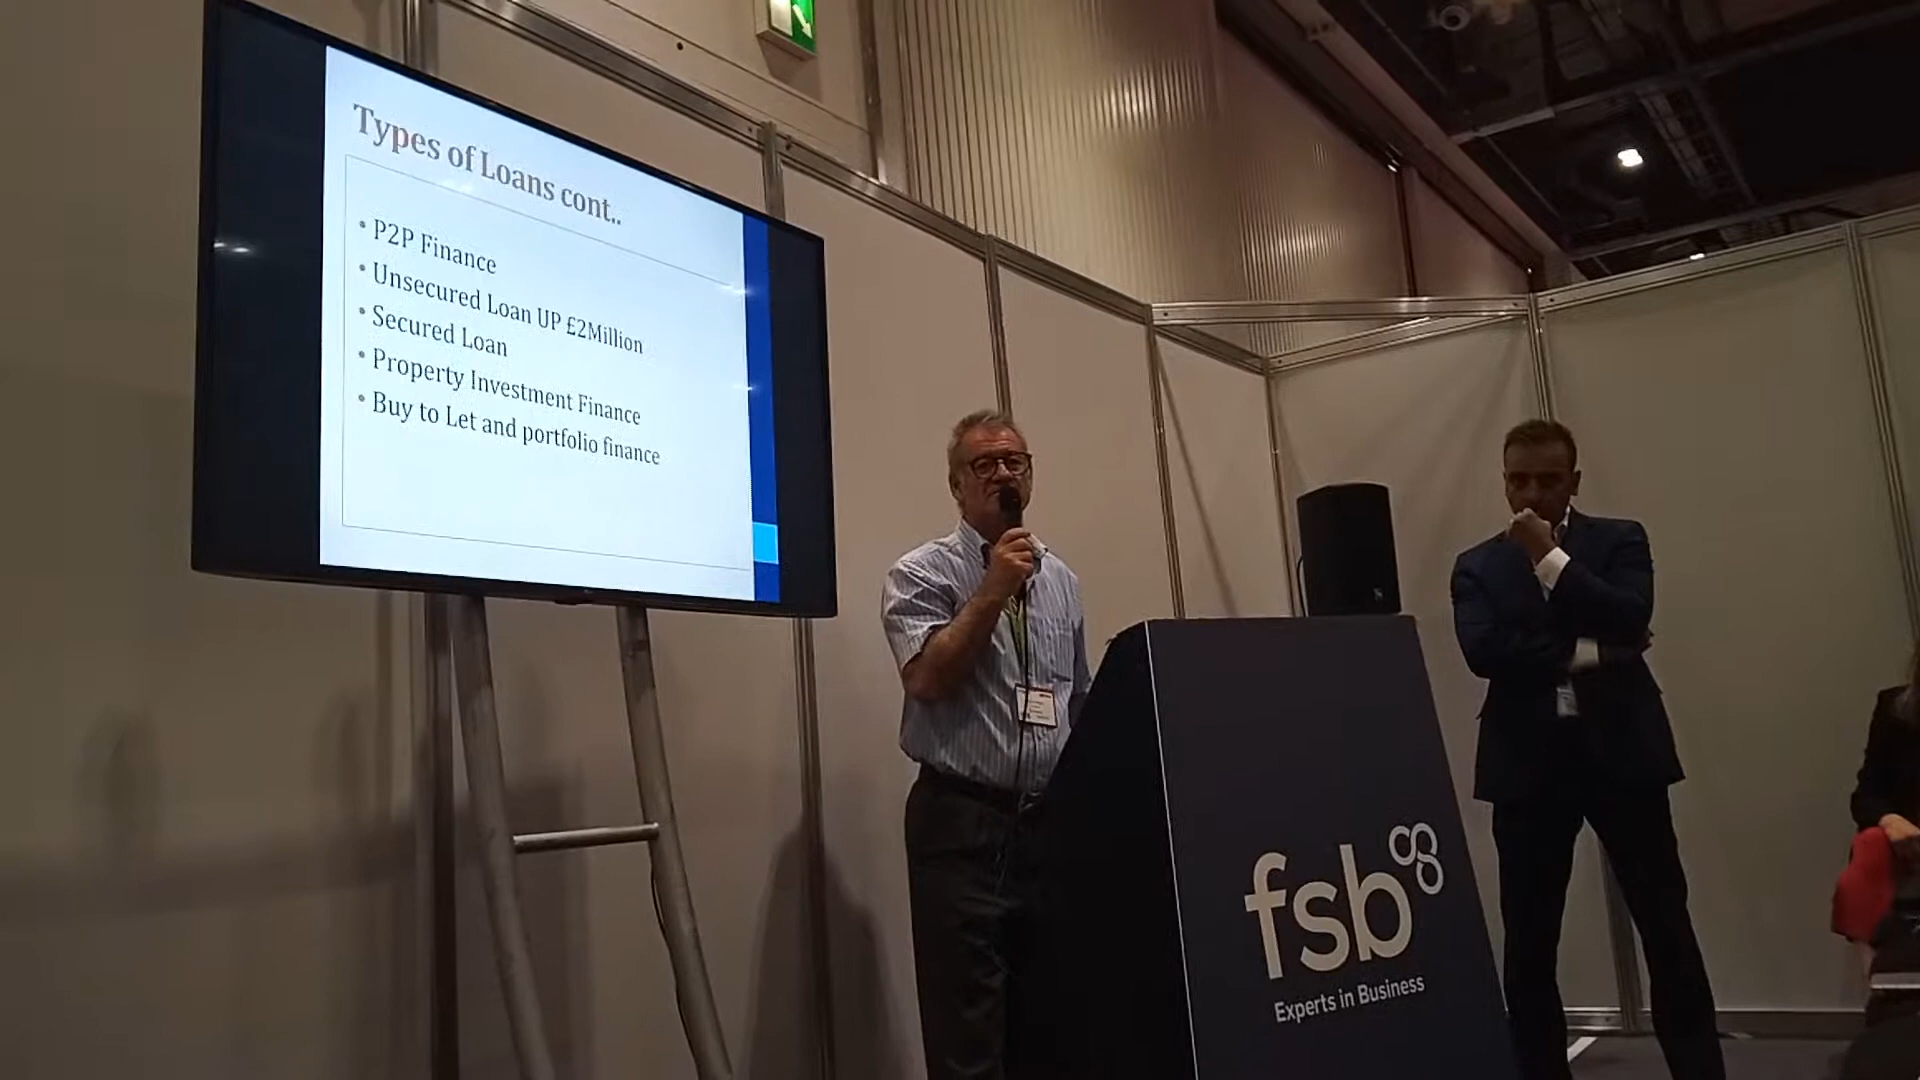 Types of Loans cont..
• P2P Finance
• Unsecured Loan UP £2Million
• Secured Loan
• Property Investment Finance
• Buy to Let and portfolio finance
fsb
Experts in Business